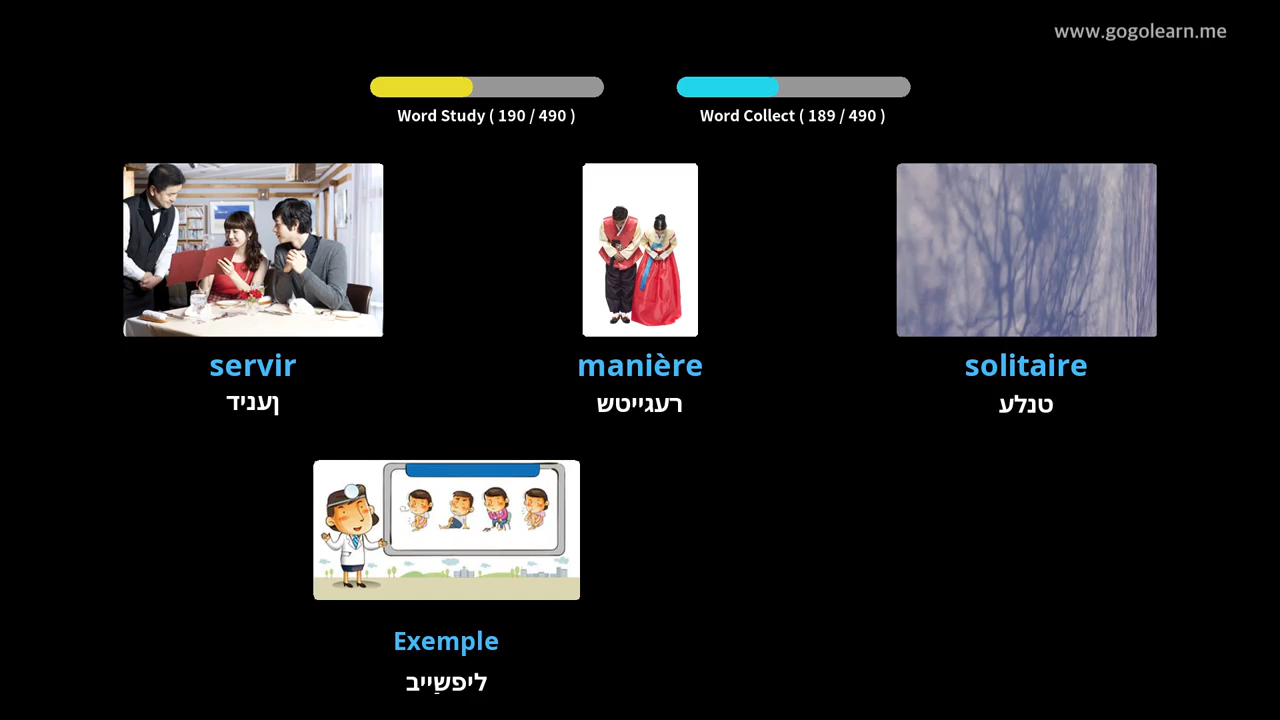 www.gogolearn.me
Word Study ( 190 / 490 )
Word Collect ( 189 / 490 )
servir
ןעניד
manière
רעגייטש
solitaire
טנלע
Exemple
ליפשַייב